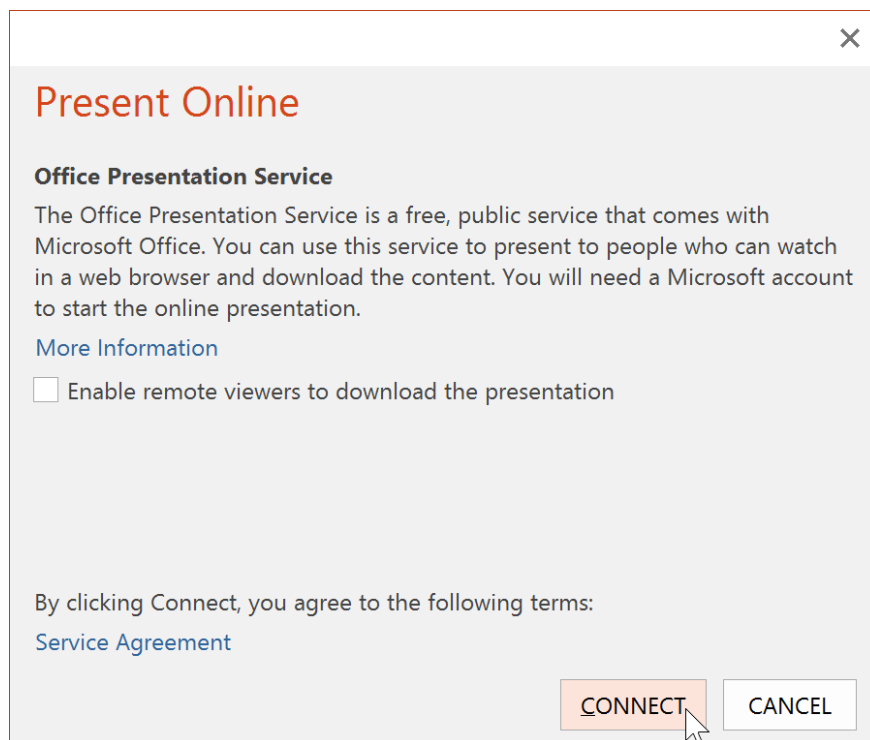 Present Online
Office Presentation Service
The Office Presentation Service is a free, public service that comes with
Microsoft Office. You can use this service to present to people who can watch
in a web browser and download the content. You will need a Microsoft account
to start the online presentation.
More Information
Enable remote viewers to download the presentation
By clicking Connect, you agree to the following terms:
Service Agreement
CONNECT CANCEL